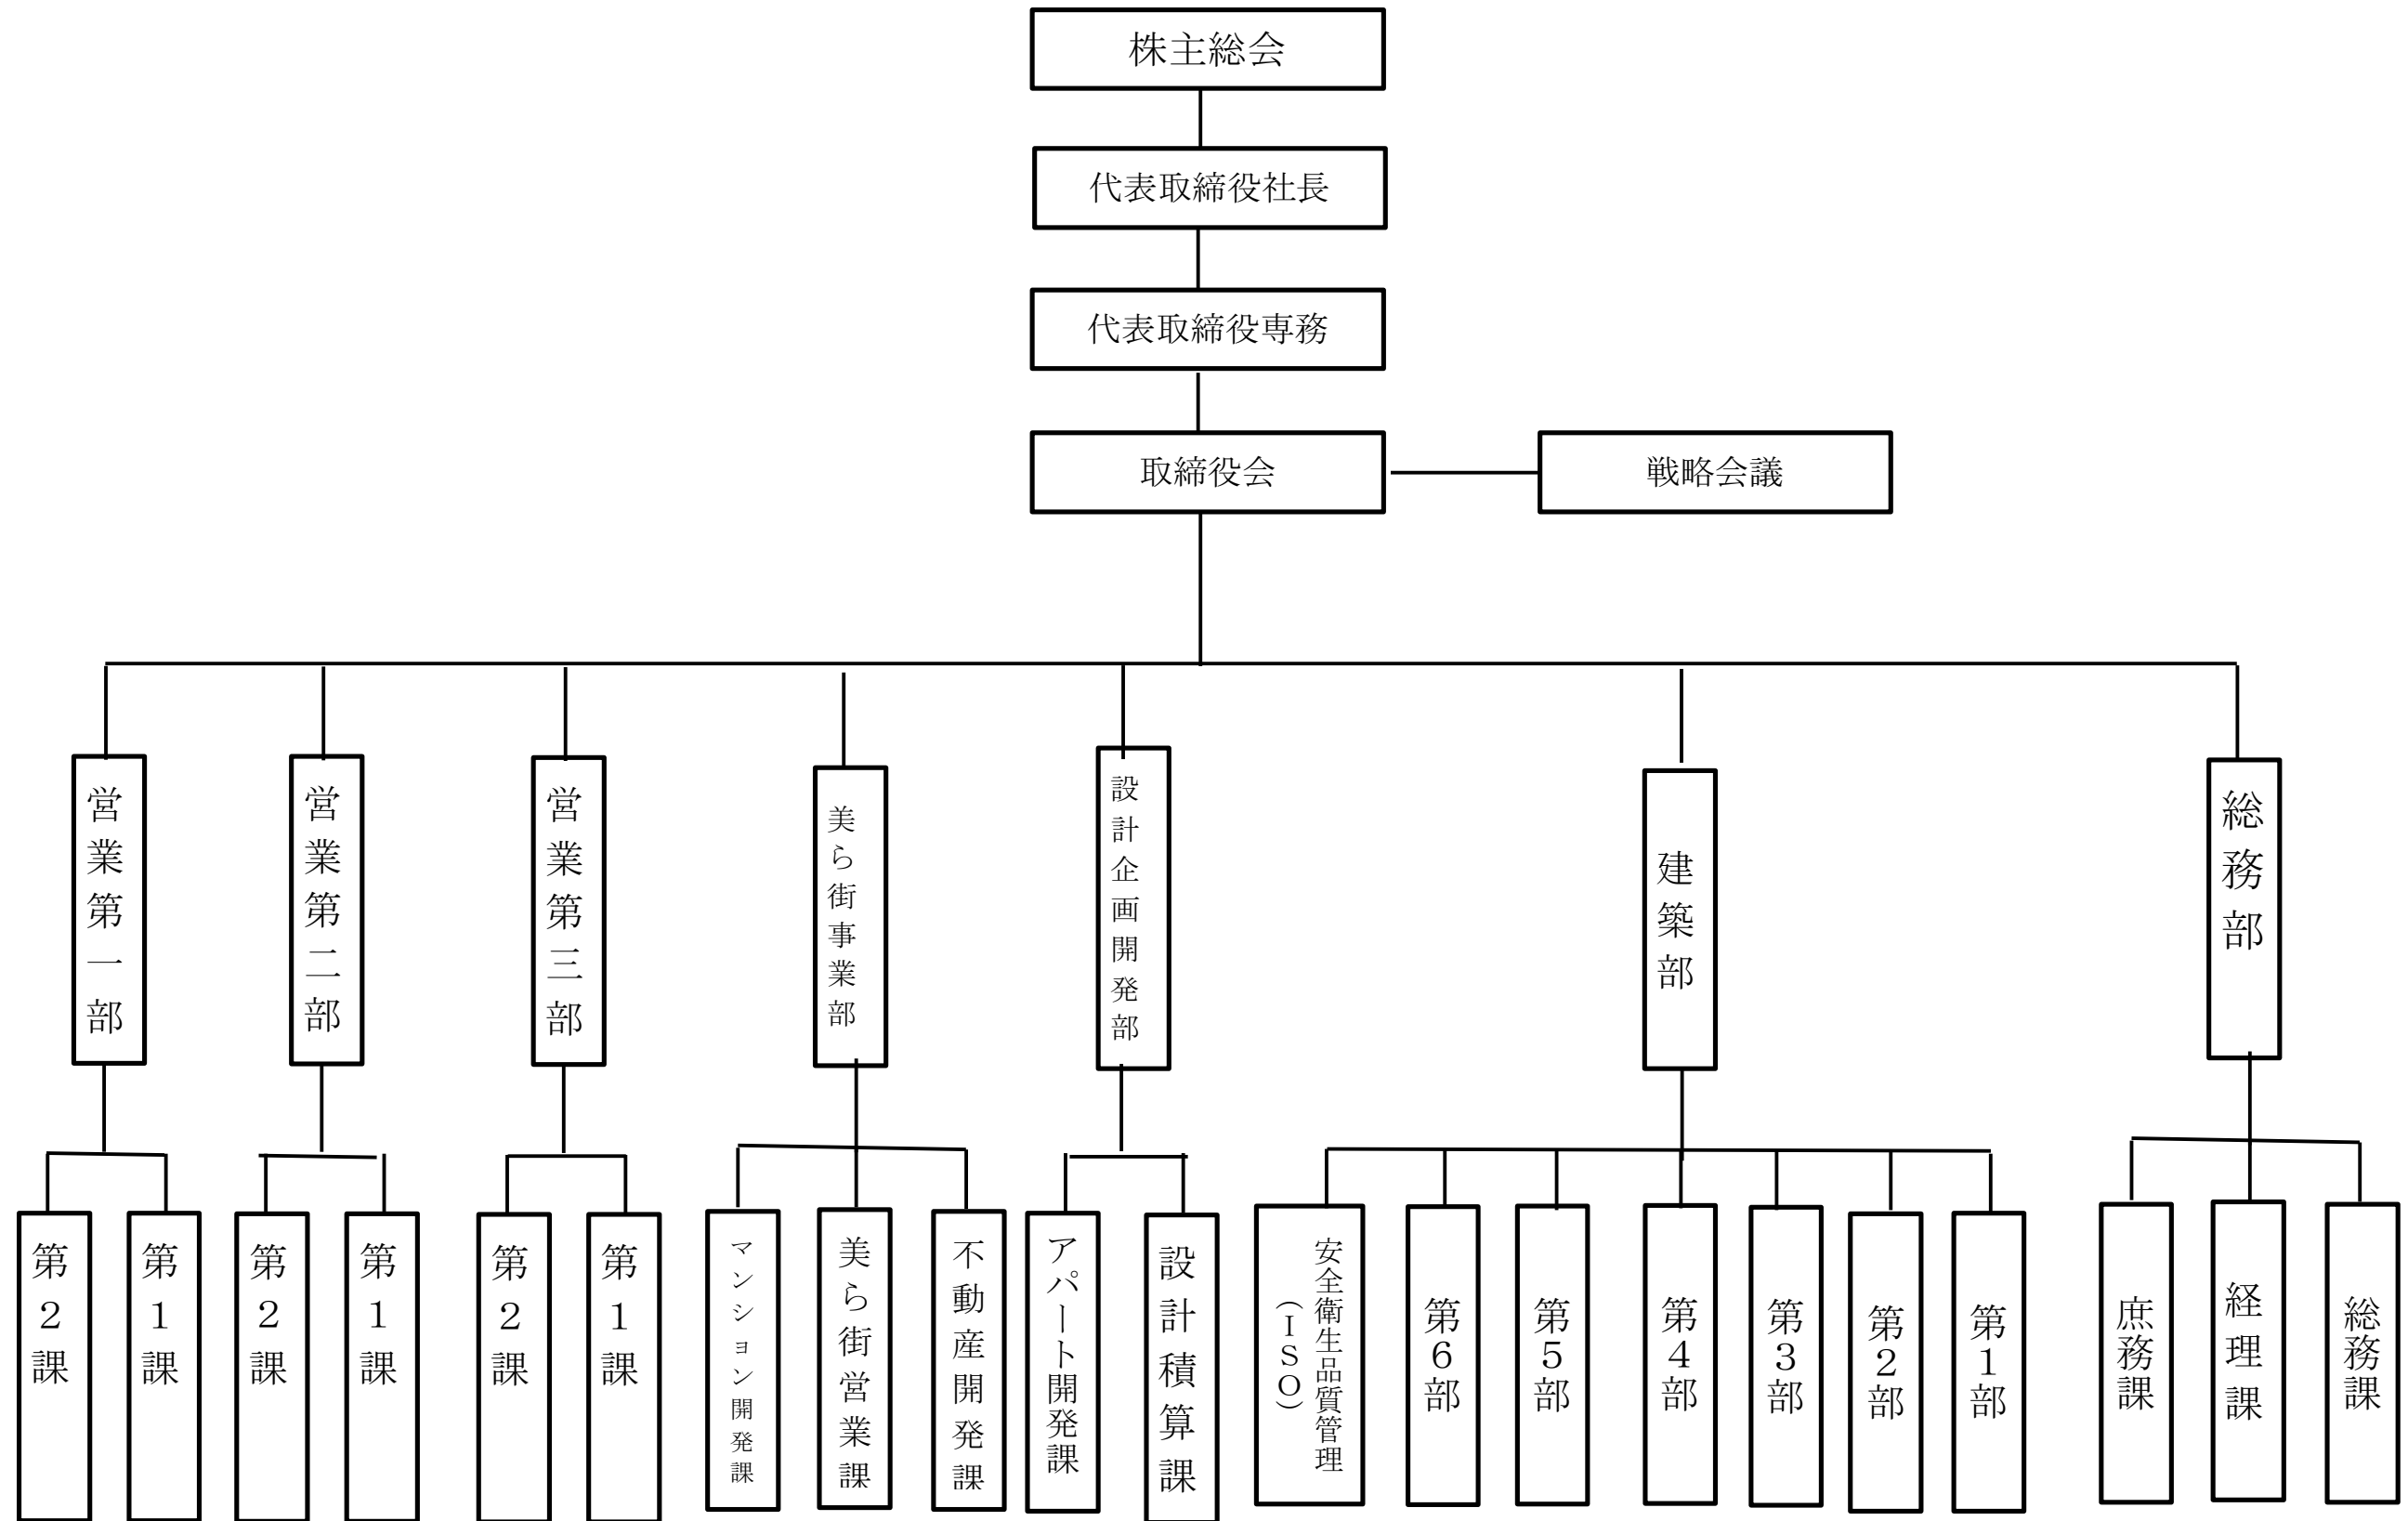 株主総会
代表取締役社長
代表取締役専務
取締役会
戦略会議
営業第一部
営業第二部
営業第三部
美ら街事業部
設計企画開発部
建築部
総務部
第２課
第１課
第２課
第１課
第２課
第１課
マンション開発課
美ら街営業課
不動産開発課
アパート開発課
設計積算課
安全衛生品質管理
（ＩＳＯ）
第６部
第５部
第４部
第３部
第２部
第１部
庶務課
経理課
総務課